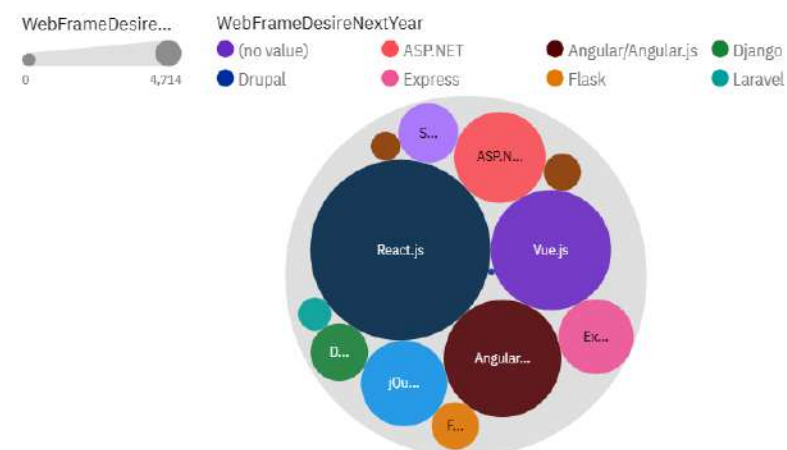 WebFrameDesire...
0 4,714
WebFrameDesireNextYear
(no value) ASP.NET Angular/Angular.js Django
Drupal Express Flask Laravel
S...
ASP.N...
React.js
Vue.js
Ex...
D...
Angular...
jQu...
F...